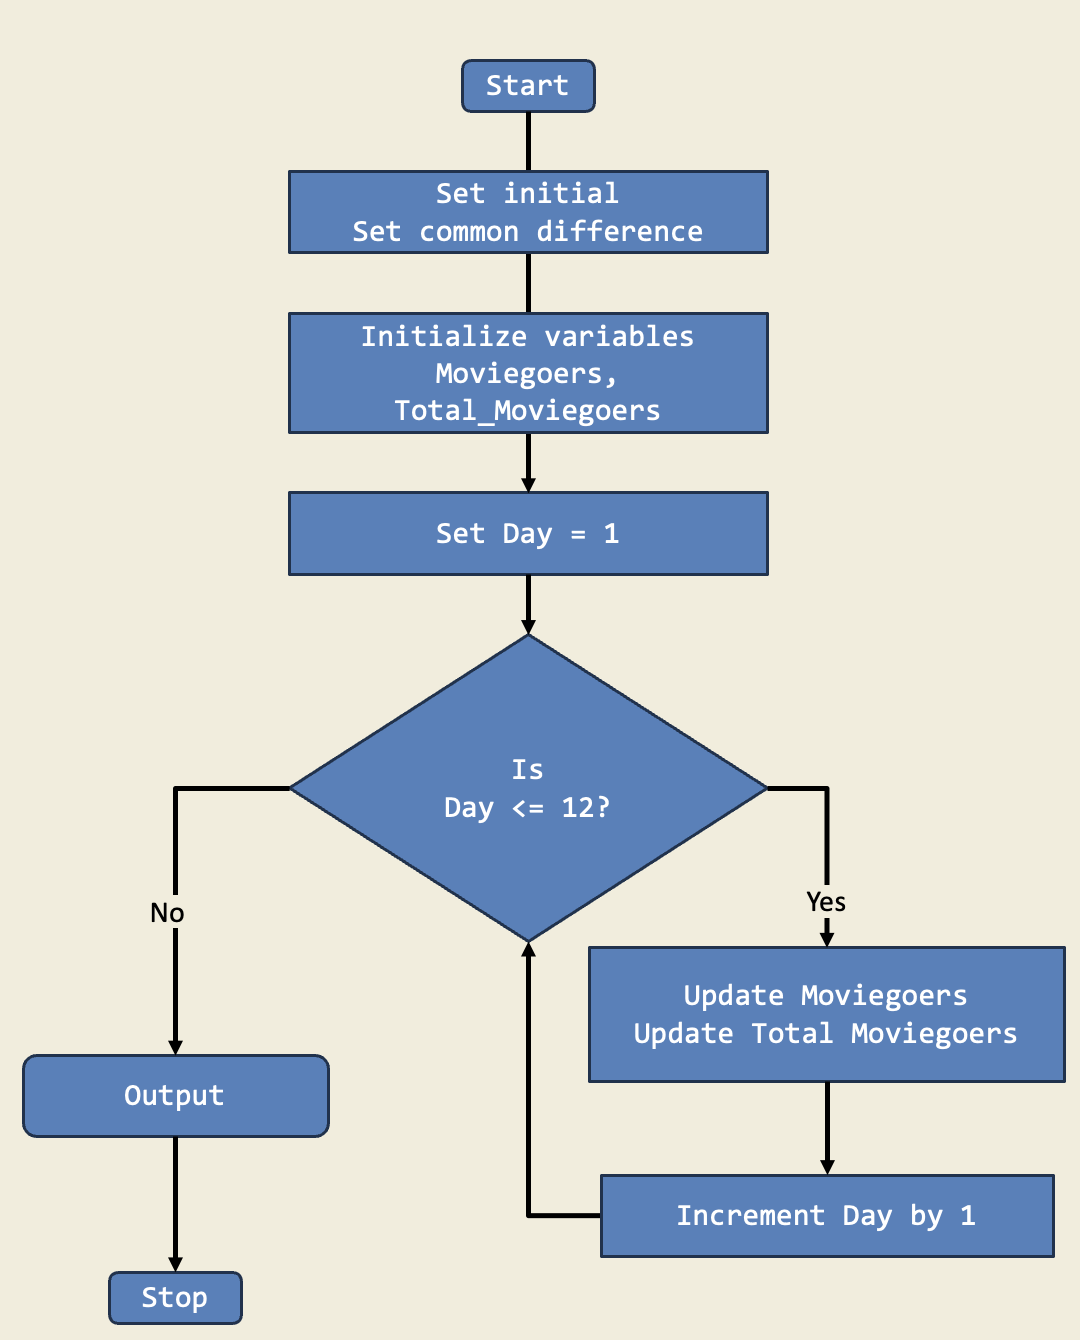 Start
Set initial
Set common difference
Initialize variables
Moviegoers,
Total_Moviegoers
Set Day = 1
Is
Day <= 12?
No
Yes
Update Moviegoers
Update Total Moviegoers
Output
Increment Day by 1
Stop